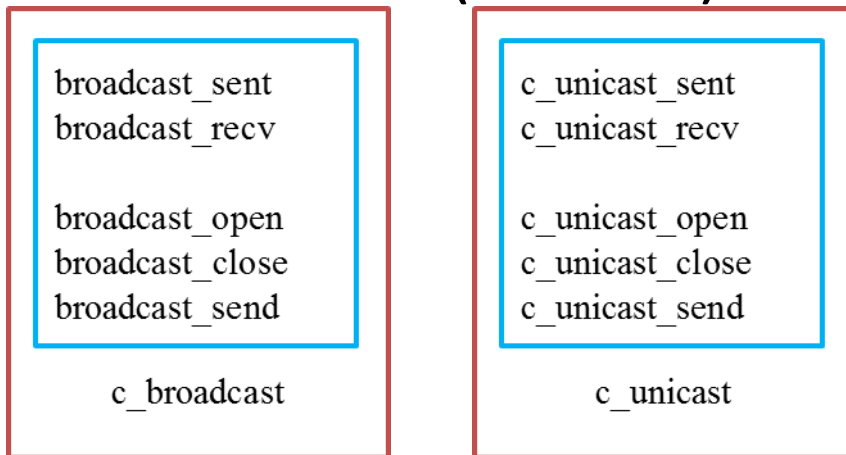 broadcast_sent
broadcast_recv
broadcast_open
broadcast_close
broadcast_send
c_broadcast
c_unicast_sent
c_unicast_recv
c_unicast_open
c_unicast_close
c_unicast_send
c_unicast